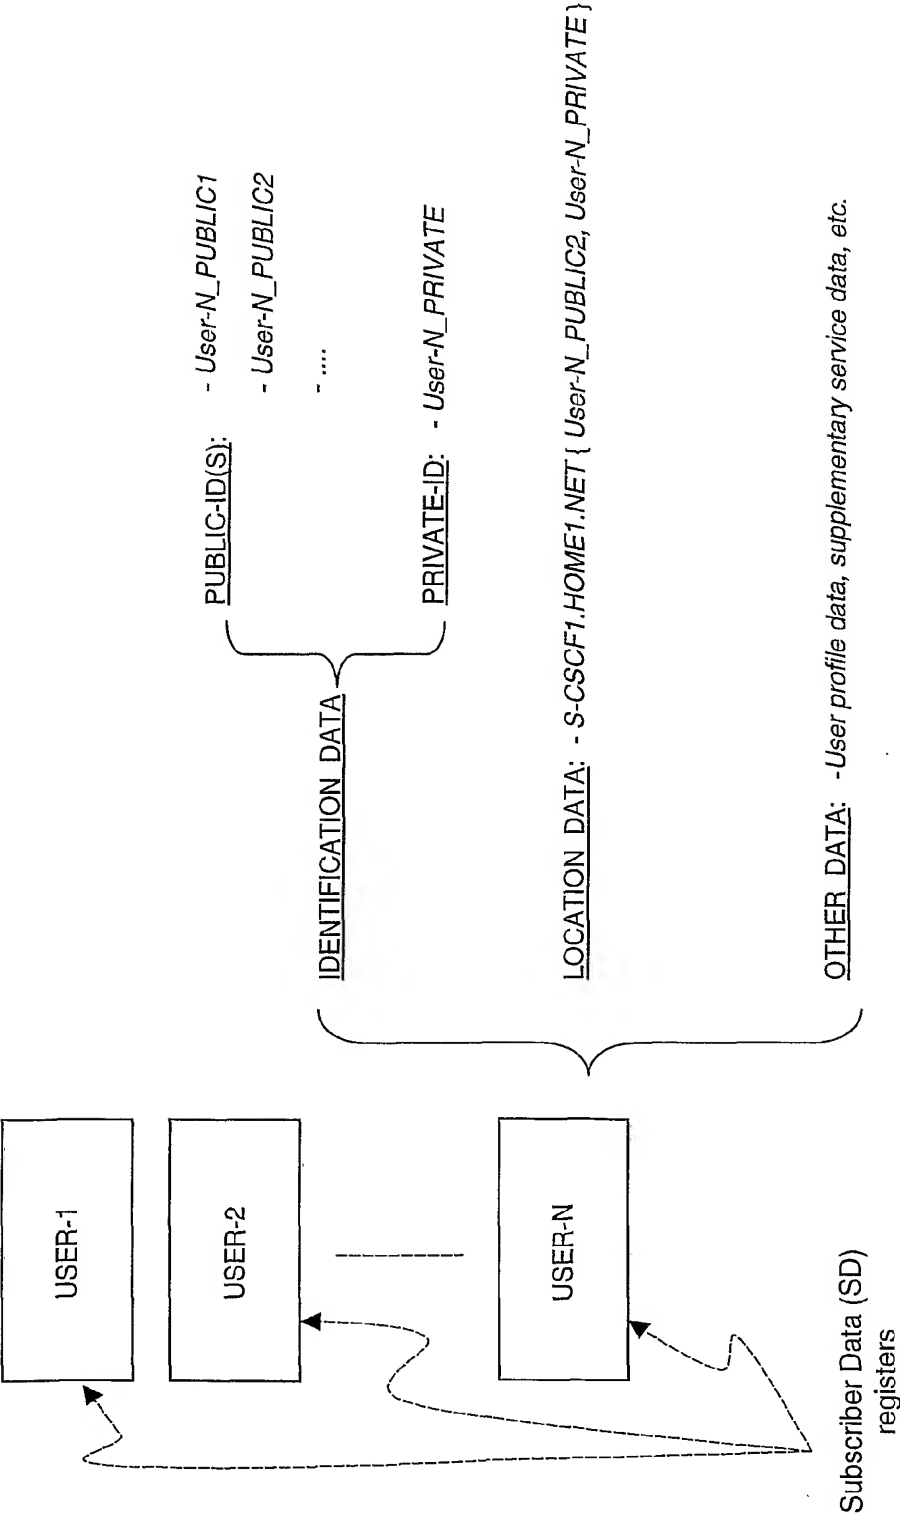 USER-1
USER-2
USER-N
Subscriber Data (SD)
registers
IDENTIFICATION DATA
PUBLIC-ID(S): - User-N_PUBLIC1
- User-N_PUBLIC2
- ....
PRIVATE-ID: - User-N_PRIVATE
LOCATION DATA: - S-CSCF1.HOME1.NET { User-N_PUBLIC2, User-N_PRIVATE }
OTHER DATA: -User profile data, supplementary service data, etc.